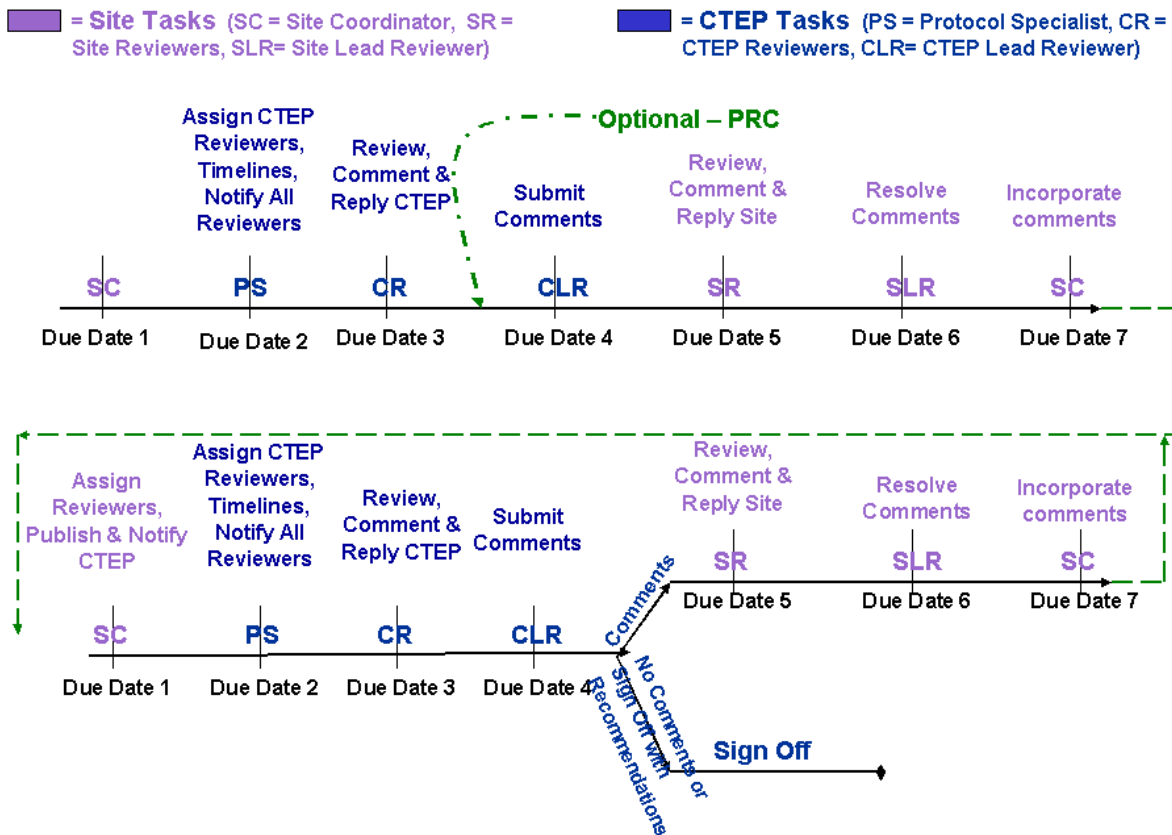 = Site Tasks (SC = Site Coordinator, SR =
Site Reviewers, SLR= Site Lead Reviewer)
= CTEP Tasks (PS = Protocol Specialist, CR =
CTEP Reviewers, CLR= CTEP Lead Reviewer)
Optional – PRC
Assign CTEP
Reviewers,
Timelines,
Notify All
Reviewers
Review,
Comment &
Reply CTEP
Submit
Comments
Review,
Comment &
Reply Site
Resolve
Comments
Incorporate
comments
SC
PS
CR
CLR
SR
SLR
SC
Due Date 1
Due Date 2
Due Date 3
Due Date 4
Due Date 5
Due Date 6
Due Date 7
Assign
Reviewers,
Publish & Notify
CTEP
Assign CTEP
Reviewers,
Timelines,
Notify All
Reviewers
Review,
Comment &
Reply CTEP
Submit
Comments
Review,
Comment &
Reply Site
Resolve
Comments
Incorporate
comments
SC
PS
CR
CLR
Comments
SR
SLR
SC
Due Date 5
Due Date 6
Due Date 7
Due Date 1
Due Date 2
Due Date 3
Due Date 4
No Comments or
Sign Off with
Recommendations
Sign Off